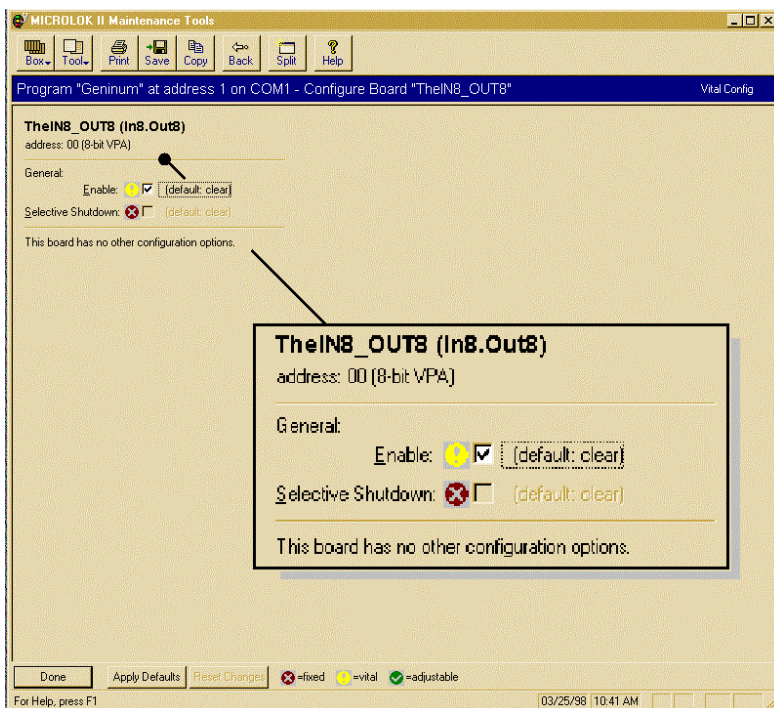 MICROLOK II Maintenance Tools
Box Tool Print Save Copy Back Split Help
Program "Geninum" at address 1 on COM1 - Configure Board "TheIN8_OUT8" Vital Config
TheIN8_OUT8 (In8.Out8)
address: 00 (8-bit VPA)
General:
Enable: (default: clear)
Selective Shutdown: (default: clear)
This board has no other configuration options.
TheIN8_OUT8 (In8.Out8)
address: 00 (8-bit VPA)
General:
Enable: (default: clear)
Selective Shutdown: (default: clear)
This board has no other configuration options.
Done Apply Defaults Reset Changes =fixed =vital =adjustable
For Help, press F1 03/25/98 10:41 AM